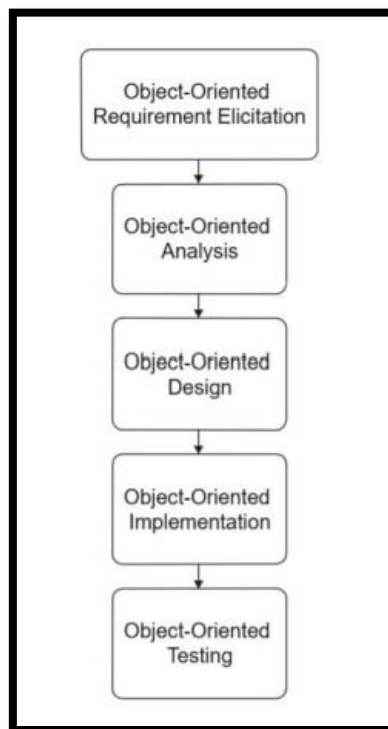 Object-Oriented
Requirement Elicitation
Object-Oriented
Analysis
Object-Oriented
Design
Object-Oriented
Implementation
Object-Oriented
Testing